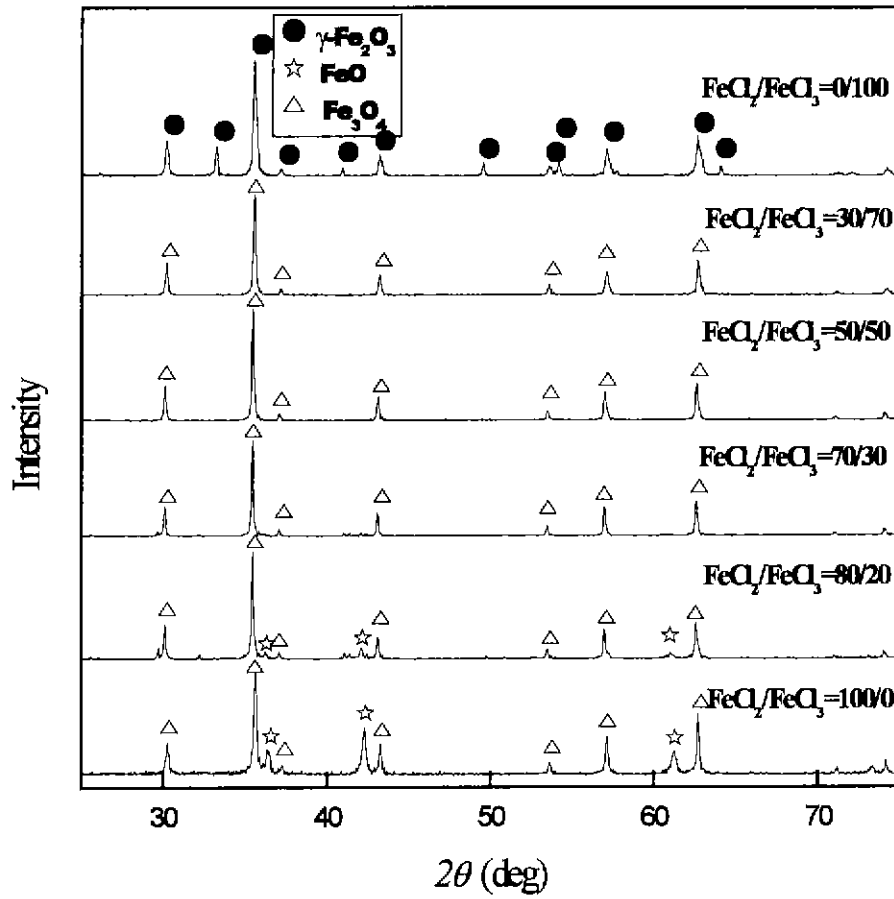 γ-Fe₂O₃
FeO
Fe₃O₄
FeCl₂/FeCl₃=0/100
FeCl₂/FeCl₃=30/70
FeCl₂/FeCl₃=50/50
FeCl₂/FeCl₃=70/30
FeCl₂/FeCl₃=80/20
FeCl₂/FeCl₃=100/0
Intensity
30 40 50 60 70
2θ (deg)